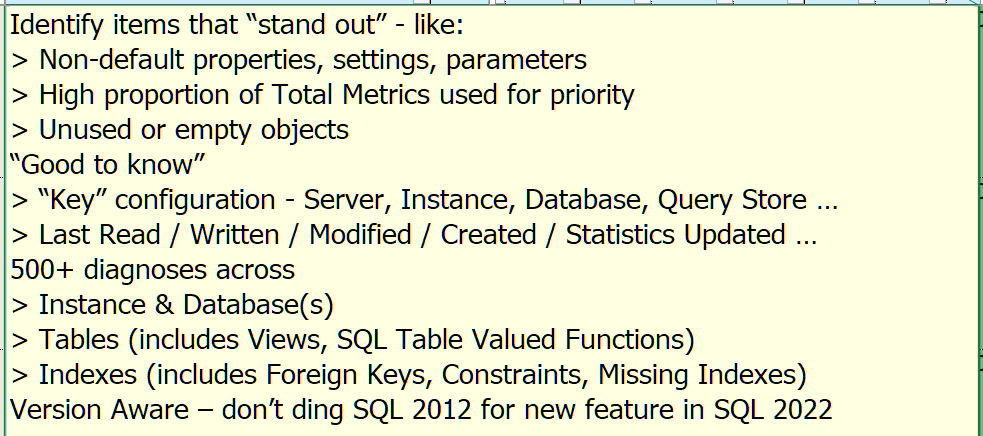 Identify items that “stand out” - like:
> Non-default properties, settings, parameters
> High proportion of Total Metrics used for priority
> Unused or empty objects
“Good to know”
> “Key” configuration - Server, Instance, Database, Query Store ...
> Last Read / Written / Modified / Created / Statistics Updated ...
500+ diagnoses across
> Instance & Database(s)
> Tables (includes Views, SQL Table Valued Functions)
> Indexes (includes Foreign Keys, Constraints, Missing Indexes)
Version Aware – don’t ding SQL 2012 for new feature in SQL 2022